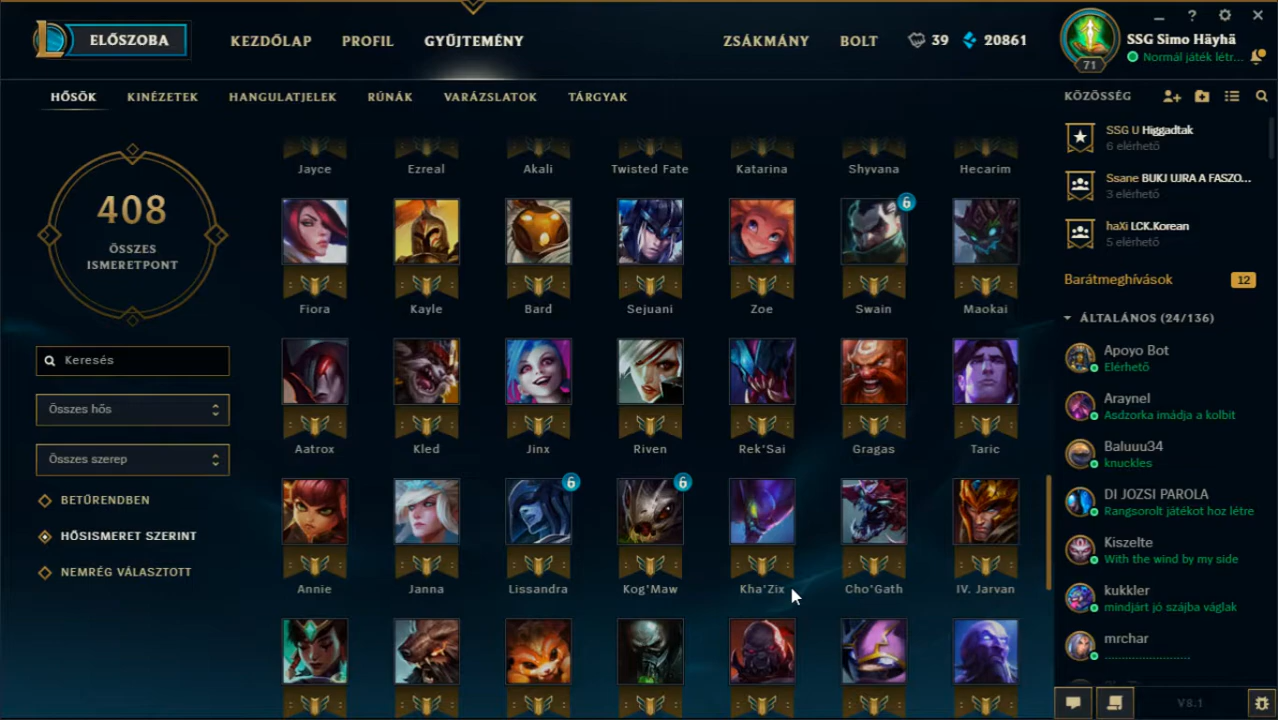 ELŐSZOBA
KEZDŐLAP
PROFIL
GYŰJTEMÉNY
ZSÁKMÁNY
BOLT
39
20861
71
SSG Simo Häyhä
Normál játék létr...
HŐSÖK
KINÉZETEK
HANGULATJELEK
RÚNÁK
VARÁZSLATOK
TÁRGYAK
408
ÖSSZES
ISMERETPONT
Keresés
Összes hős
Összes szerep
BETŰRENDBEN
HŐSISMERET SZERINT
NEMRÉG VÁLASZTOTT
Jayce
Ezreal
Akali
Twisted Fate
Katarina
Shyvana
Hecarim
6
Fiora
Kayle
Bard
Sejuani
Zoe
Swain
Maokai
Aatrox
Kled
Jinx
Riven
Rek'Sai
Gragas
Taric
6
6
Annie
Janna
Lissandra
Kog'Maw
Kha'Zix
Cho'Gath
IV. Jarvan
KÖZÖSSÉG
SSG U Higgadtak
6 elérhető
Ssane BUKJ UJRA A FASZO...
3 elérhető
haXi LCK.Korean
5 elérhető
Barátmeghívások
12
ÁLTALÁNOS (24/136)
Apoyo Bot
Elérhető
Araynel
Asdzorka imádja a kolbit
Baluuu34
knuckles
DI JOZSI PAROLA
Rangsorolt játékot hoz létre
Kiszelte
With the wind by my side
kukkler
mindjárt jó szájba váglak
mrchar
..........................
V8.1